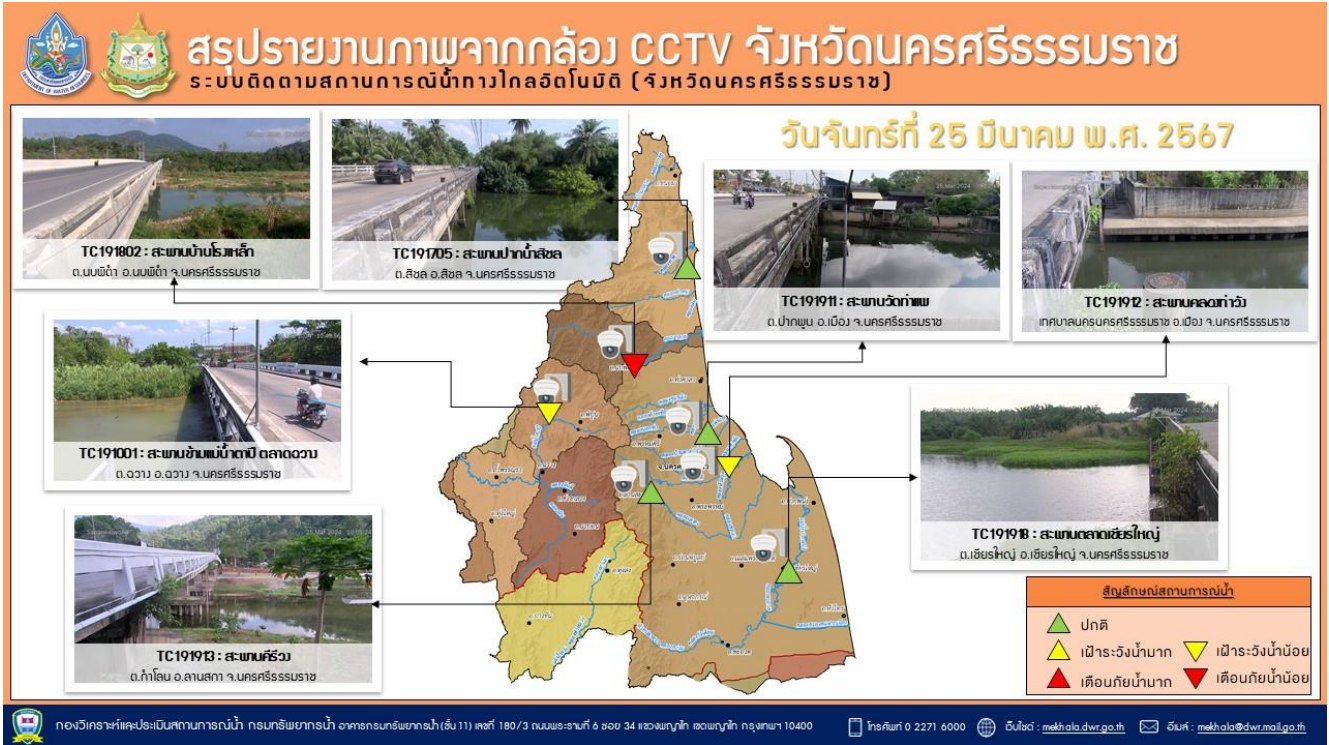 สรุปรายงานภาพจากกล้อง CCTV จังหวัดนครศรีธรรมราช
ระบบติดตามสถานการณ์น้ำทางไกลอัตโนมัติ (จังหวัดนครศรีธรรมราช)
วันจันทร์ที่ 25 มีนาคม พ.ศ. 2567
TC191802 : สะพานบ้านโรงเหล็ก
ต.นบพิตำ อ.นบพิตำ จ.นครศรีธรรมราช
TC191705 : สะพานปากน้ำสิชล
ต.สิชล อ.สิชล จ.นครศรีธรรมราช
TC191911 : สะพานวัดท่าแพ
ต.ปากพูน อ.เมือง จ.นครศรีธรรมราช
TC191912 : สะพานคลองท่าวัง
เทศบาลนครนครศรีธรรมราช อ.เมือง จ.นครศรีธรรมราช
TC191001 : สะพานข้ามแม่น้ำตาปี ตลาดฉวาง
ต.ฉวาง อ.ฉวาง จ.นครศรีธรรมราช
TC191918 : สะพานตลาดเชียรใหญ่
ต.เชียรใหญ่ อ.เชียรใหญ่ จ.นครศรีธรรมราช
TC191913 : สะพานคีรีวง
ต.กำโลน อ.ลานสกา จ.นครศรีธรรมราช
สัญลักษณ์สถานการณ์น้ำ
ปกติ
เฝ้าระวังน้ำมาก
เฝ้าระวังน้ำน้อย
เตือนภัยน้ำมาก
เตือนภัยน้ำน้อย
กองวิเคราะห์และประเมินสถานการณ์น้ำ กรมทรัพยากรน้ำ อาคารกรมทรัพยากรน้ำ (ชั้น 11) เลขที่ 180/3 ถนนพระรามที่ 6 ซอย 34 แขวงพญาไท เขตพญาไท กรุงเทพฯ 10400
โทรศัพท์ 0 2271 6000
เว็บไซต์ : mekhala.dwr.go.th
อีเมล์ : mekhala@dwr.mail.go.th